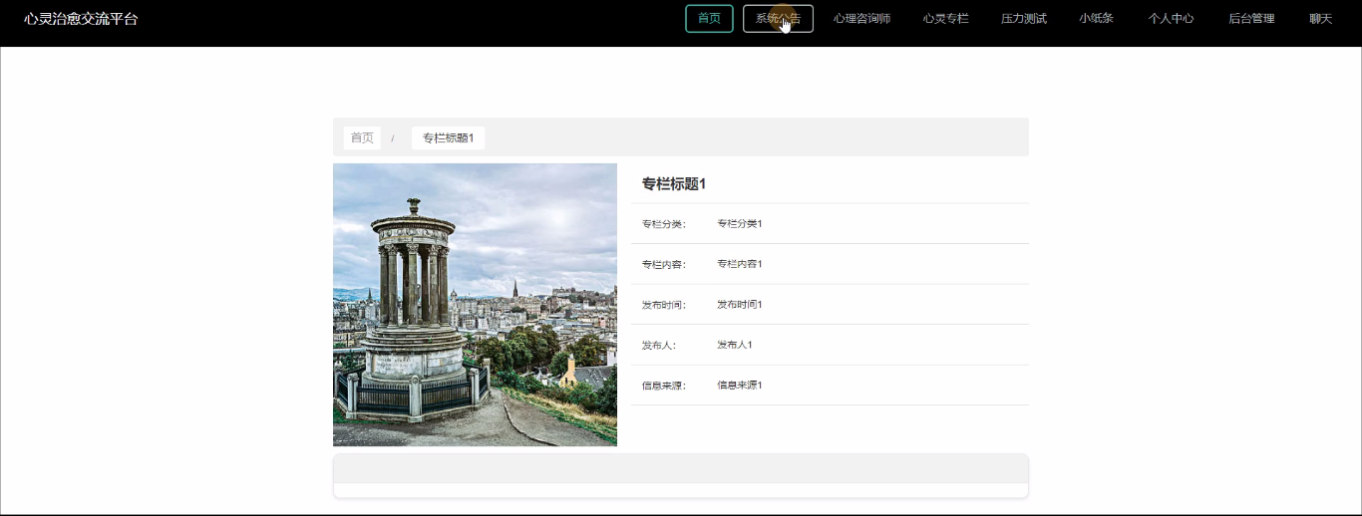 心灵治愈交流平台 首页 系统公告 心理咨询师 心灵专栏 压力测试 小纸条 个人中心 后台管理 聊天
首页 / 专栏标题1
专栏标题1
专栏分类： 专栏分类1
专栏内容： 专栏内容1
发布时间： 发布时间1
发布人： 发布人1
信息来源： 信息来源1